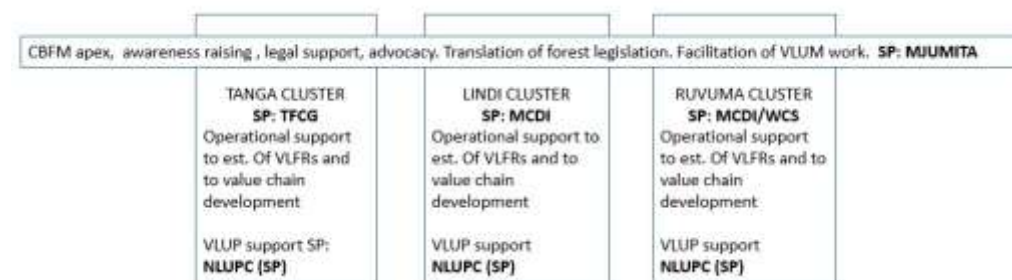 CBFM apex, awareness raising , legal support, advocacy. Translation of forest legislation. Facilitation of VLUM work. SP: MJUMITA
TANGA CLUSTER
SP: TFCG
Operational support
to est. Of VLFRs and
to value chain
development
VLUP support SP:
NLUPC (SP)
LINDI CLUSTER
SP: MCDI
Operational support to
est. Of VLFRs and to
value chain
development
VLUP support
NLUPC (SP)
RUVUMA CLUSTER
SP: MCDI/WCS
Operational support
to est. Of VLFRs and to
value chain
development
VLUP support
NLUPC (SP)